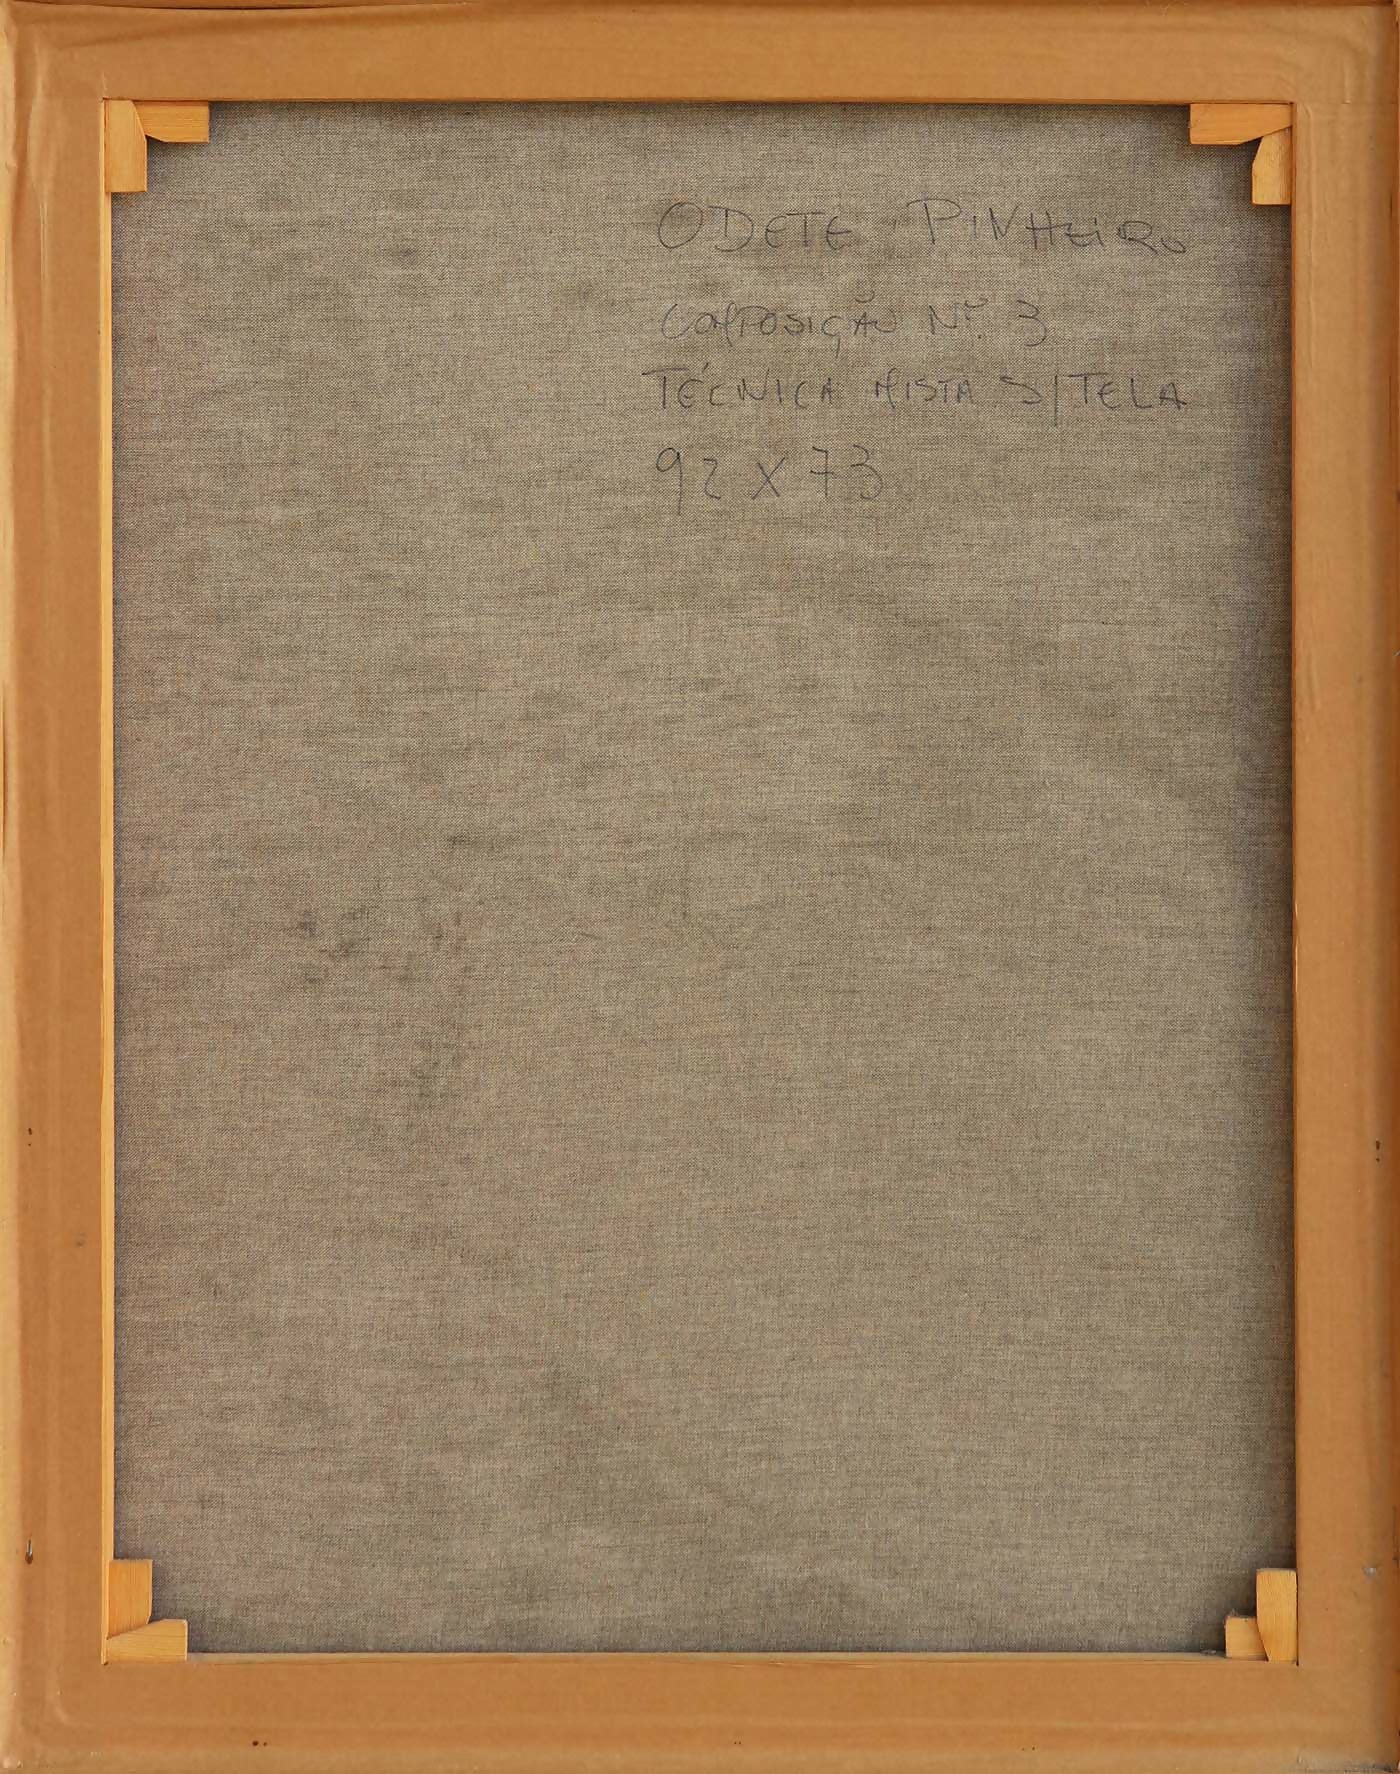 ODETE PINHEIRO
COMPOSIÇÃO Nº 3
TÉCNICA MISTA S/TELA
92 X 73